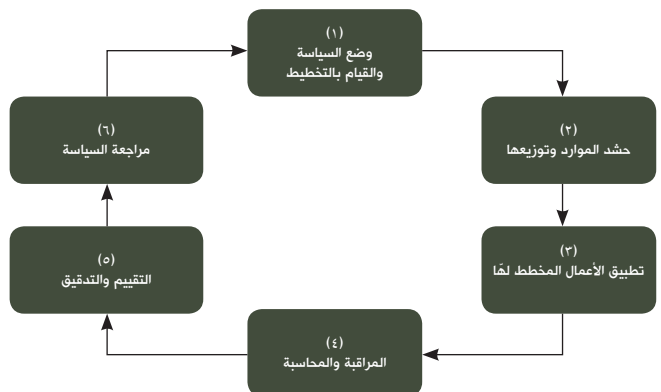 (١)
وضع السياسة
والقيام بالتخطيط
(٢)
حشد الموارد وتوزيعها
(٣)
تطبيق الأعمال المخطط لهّا
(٤)
المراقبة والمحاسبة
(٥)
التقييم والتدقيق
(٦)
مراجعة السياسة